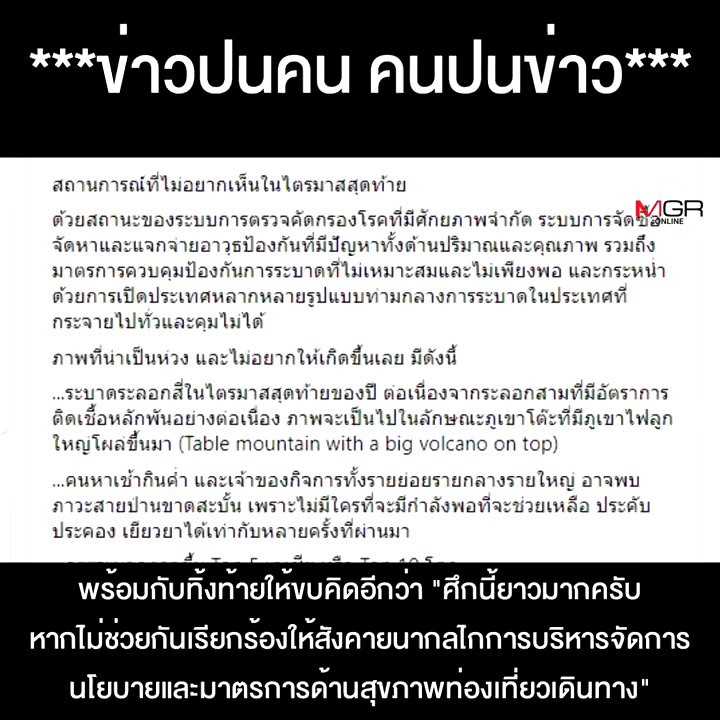 ***ข่าวปนคน คนปนข่าว***
สถานการณ์ที่ไม่อยากเห็นในไตรมาสสุดท้าย
MGR
ONLINE
ด้วยสถานะของระบบการตรวจคัดกรองโรคที่มีศักยภาพจำกัด ระบบการจัดซื้อ
จัดหาและแจกจ่ายอาวุธป้องกันที่มีปัญหาทั้งด้านปริมาณและคุณภาพ รวมถึง
มาตรการควบคุมป้องกันการระบาดที่ไม่เหมาะสมและไม่เพียงพอ และกระหน่ำ
ด้วยการเปิดประเทศหลากหลายรูปแบบท่ามกลางการระบาดในประเทศที่
กระจายไปทั่วและคุมไม่ได้
ภาพที่น่าเป็นห่วง และไม่อยากให้เกิดขึ้นเลย มีดังนี้
...ระบาดระลอกสี่ในไตรมาสสุดท้ายของปี ต่อเนื่องจากระลอกสามที่มีอัตราการ
ติดเชื้อหลักพันอย่างต่อเนื่อง ภาพจะเป็นไปในลักษณะภูเขาโต๊ะที่มีภูเขาไฟลูก
ใหญ่โผล่ขึ้นมา (Table mountain with a big volcano on top)
...คนหาเช้ากินค่ำ และเจ้าของกิจการทั้งรายย่อยรายกลางรายใหญ่ อาจพบ
ภาวะสายป่านขาดสะบั้น เพราะไม่มีใครที่จะมีกำลังพอที่จะช่วยเหลือ ประคับ
ประคอง เยียวยาได้เท่ากับหลายครั้งที่ผ่านมา
พร้อมกับทิ้งท้ายให้ขบคิดอีกว่า "ศึกนี้ยาวมากครับ
หากไม่ช่วยกันเรียกร้องให้สังคายนากลไกการบริหารจัดการ
นโยบายและมาตรการด้านสุขภาพท่องเที่ยวเดินทาง"